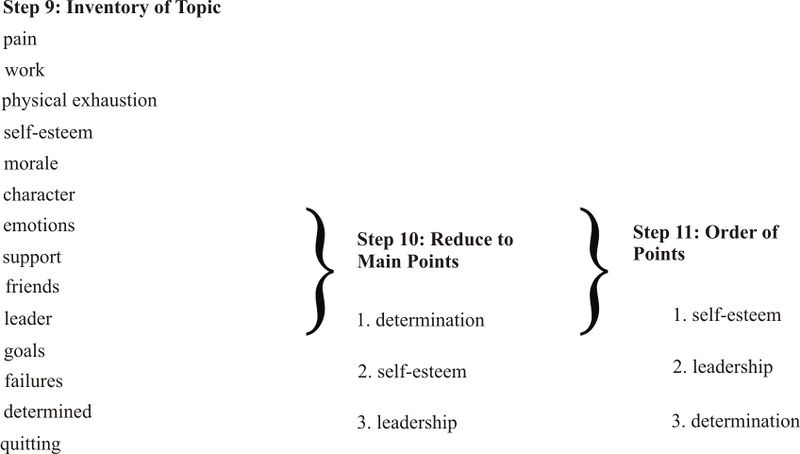 Step 9: Inventory of Topic
pain
work
physical exhaustion
self-esteem
morale
character
emotions
support
friends
leader
goals
failures
determined
quitting
Step 10: Reduce to
Main Points
1. determination
2. self-esteem
3. leadership
Step 11: Order of
Points
1. self-esteem
2. leadership
3. determination